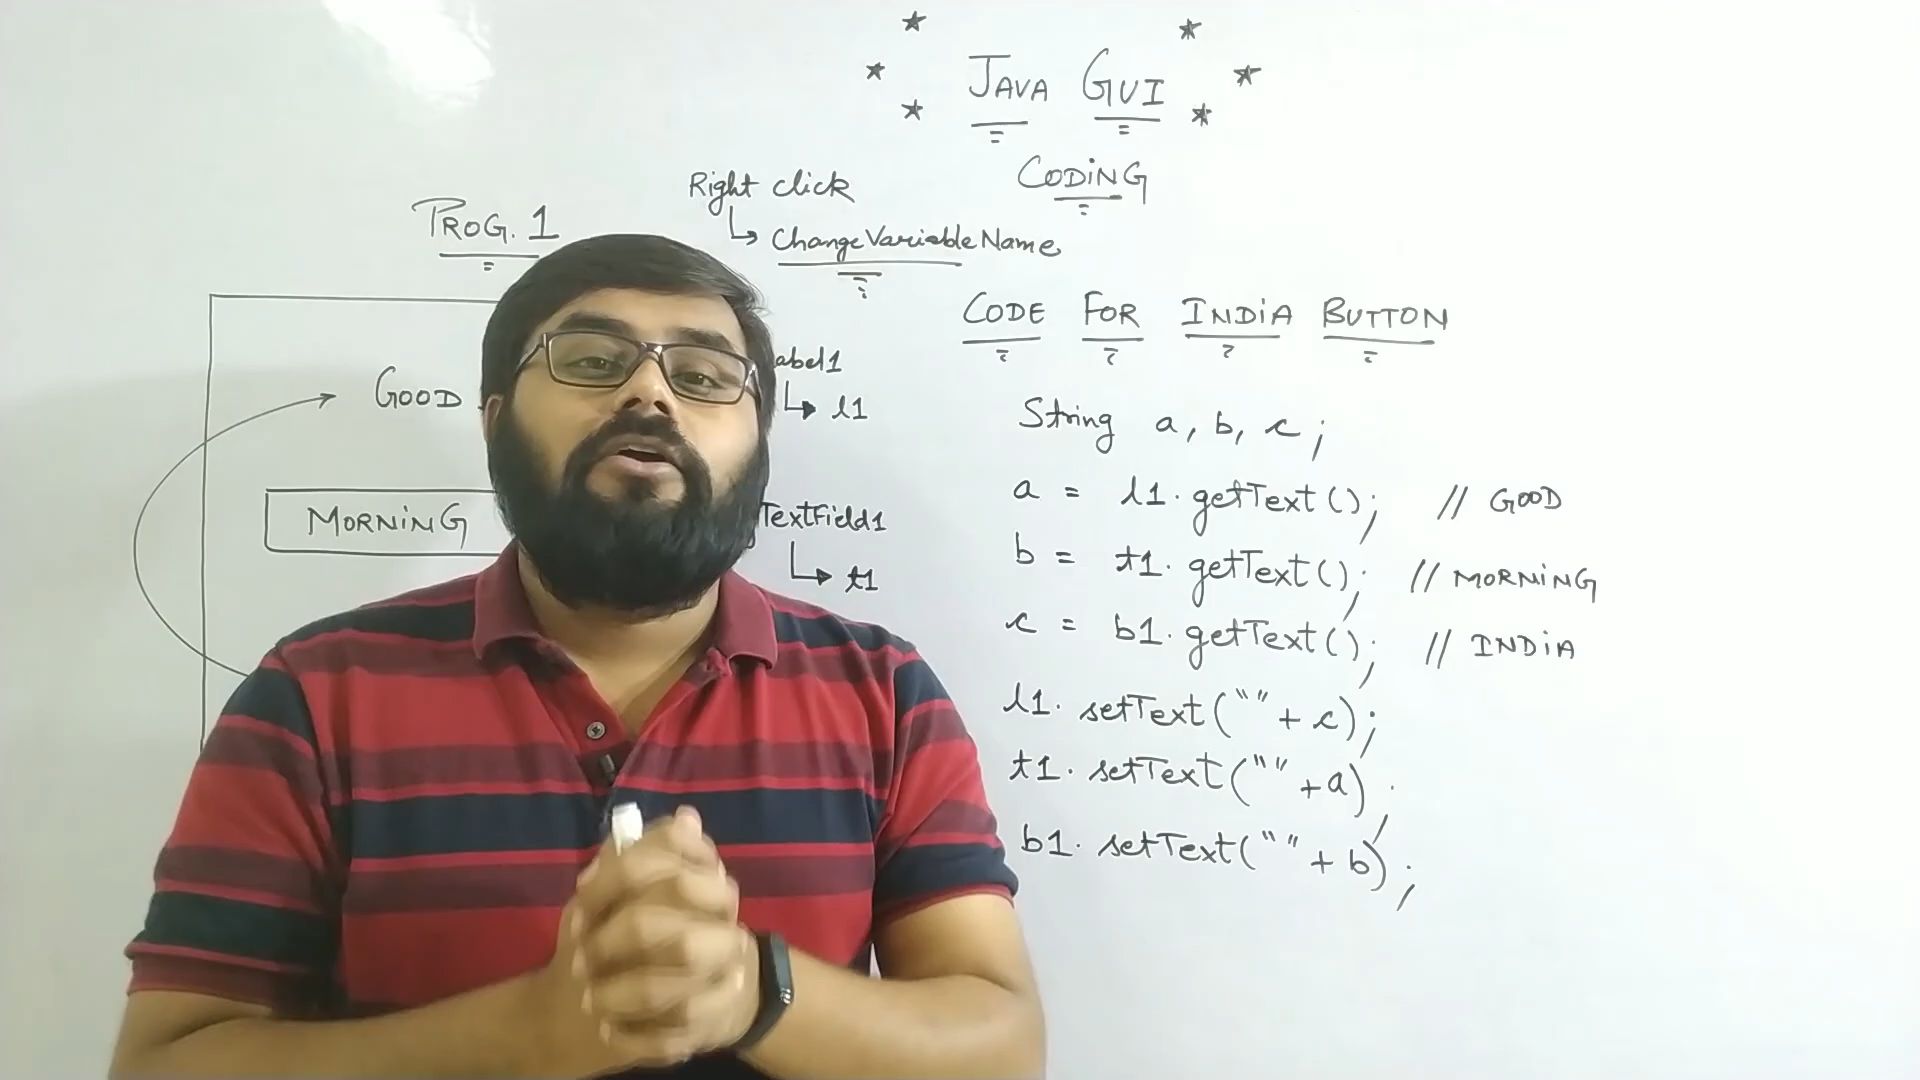 JAVA GUI
CODING
PROG. 1
Right click
ChangeVariableName
GOOD
abel1
l1
MORNING
TextField1
t1
CODE FOR INDIA BUTTON
String a, b, c;
a = l1.getText(); // GOOD
b = t1.getText(); // MORNING
c = b1.getText(); // INDIA
l1.setText("" + c);
t1.setText("" + a);
b1.setText("" + b);